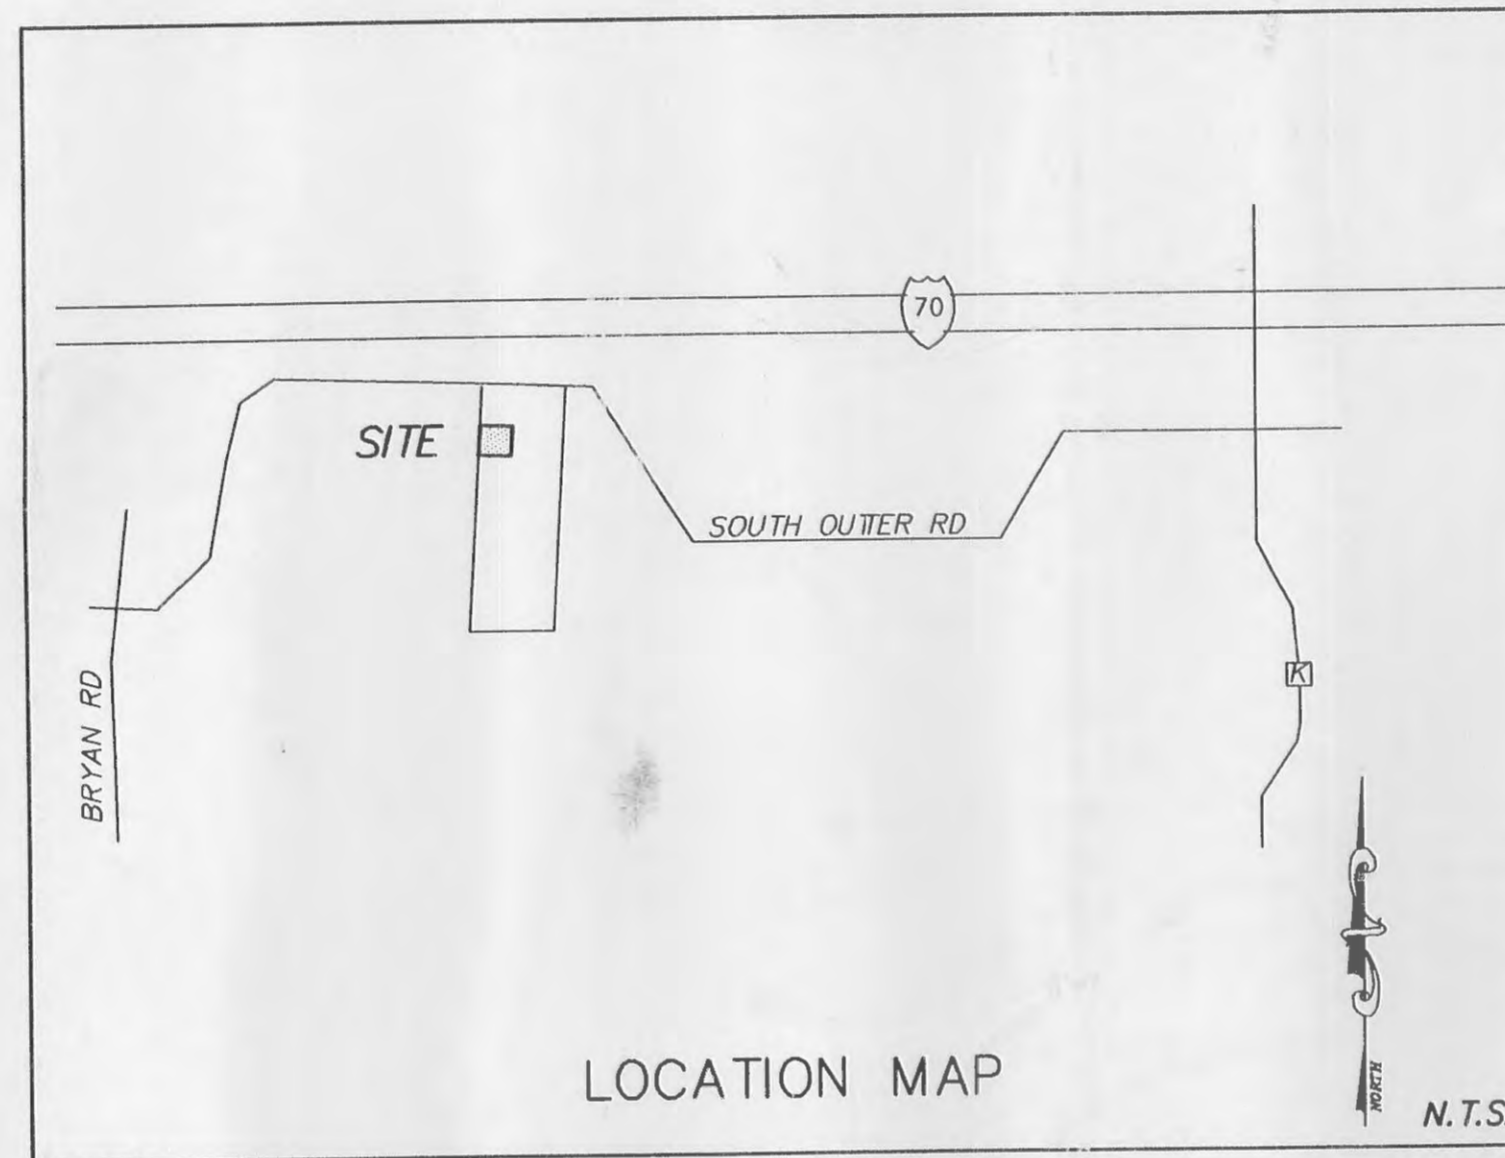 70
SITE
SOUTH OUTTER RD
BRYAN RD
K
LOCATION MAP
NORTH
N.T.S.